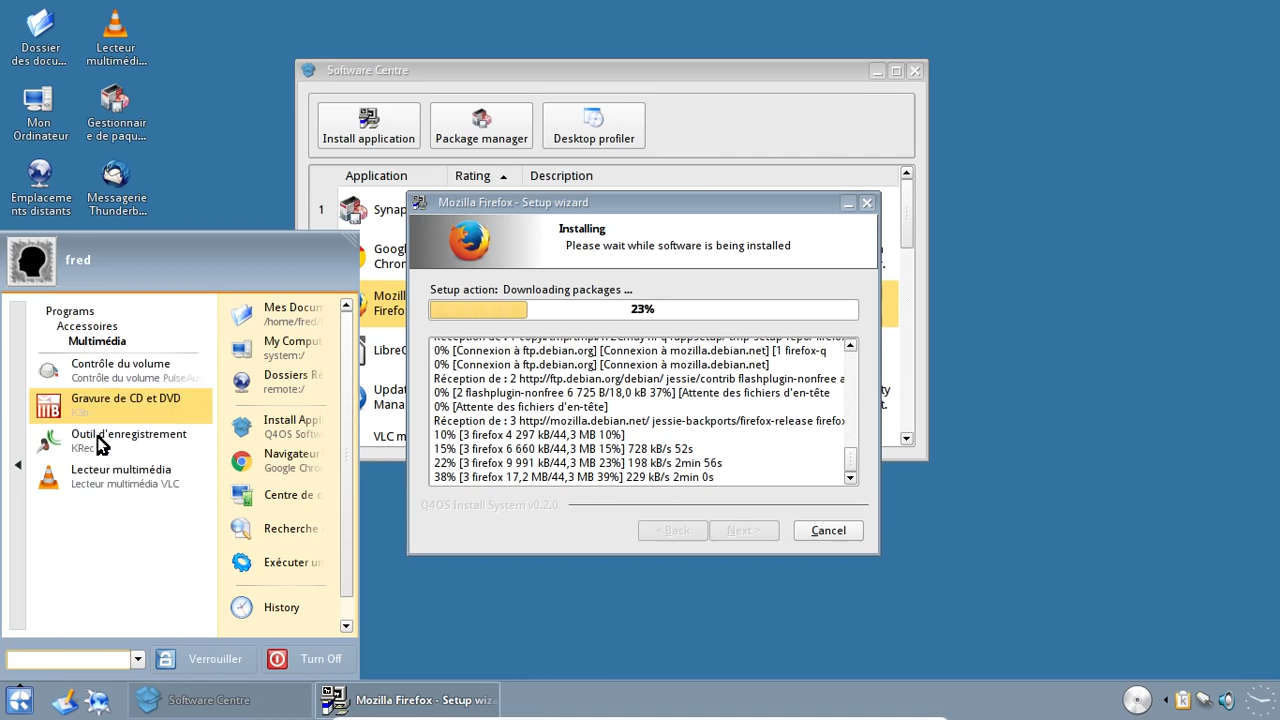 Dossier
des docu...
Lecteur
multimédi...
Mon
Ordinateur
Gestionnair
e de paqu...
Emplaceme
nts distants
Messagerie
Thunderb...
Software Centre
Install application
Package manager
Desktop profiler
Application
Rating
Description
1
Synap
Goog
Chron
e.
Mozill
Firefo
LibreO
Updat
Manag
r.
VLC m
Mozilla Firefox - Setup wizard
Installing
Please wait while software is being installed
Setup action: Downloading packages ...
23%
0% [Connexion à ftp.debian.org] [Connexion à mozilla.debian.net] [1 firefox-q
0% [Connexion à ftp.debian.org] [Connexion à mozilla.debian.net]
Réception de : 2 http://ftp.debian.org/debian/ jessie/contrib flashplugin-nonfree a
0% [2 flashplugin-nonfree 6 725 B/18,0 kB 37%] [Attente des fichiers d'en-tête
0% [Attente des fichiers d'en-tête]
Réception de : 3 http://mozilla.debian.net/ jessie-backports/firefox-release firefox
10% [3 firefox 4 297 kB/44,3 MB 10%]
15% [3 firefox 6 660 kB/44,3 MB 15%] 728 kB/s 52s
22% [3 firefox 9 991 kB/44,3 MB 23%] 198 kB/s 2min 56s
38% [3 firefox 17,2 MB/44,3 MB 39%] 229 kB/s 2min 0s
Q4OS Install System v0.2.0
< Back
Next >
Cancel
fred
Programs
Accessoires
Multimédia
Contrôle du volume
Contrôle du volume PulseAu
Gravure de CD et DVD
K3b
Outil d'enregistrement
KRec
Lecteur multimédia
Lecteur multimédia VLC
Mes Docum
/home/fred/
My Comput
system:/
Dossiers Ré
remote:/
Install Appl
Q4OS Softw
Navigateur
Google Chro
Centre de c
Recherche
Exécuter un
History
Verrouiller
Turn Off
Software Centre
Mozilla Firefox - Setup wiz